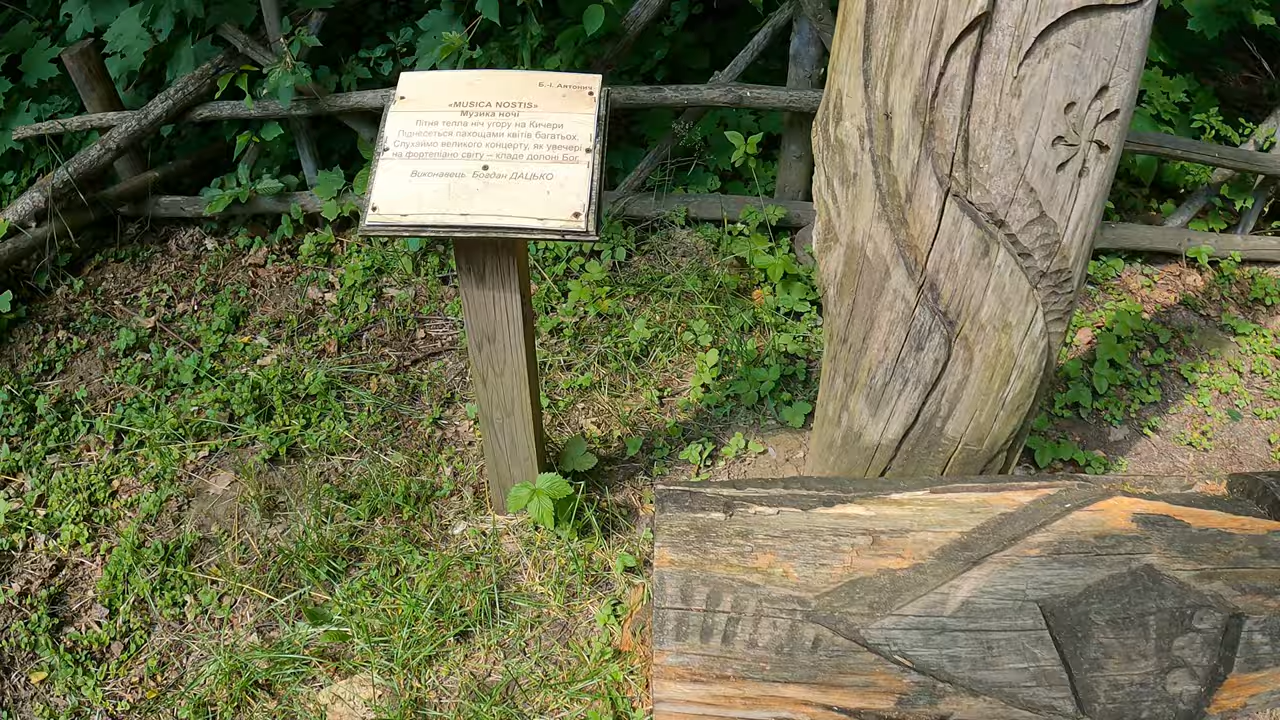 Б.-І. Антонич
«MUSICA NOSTIS»
Музика ночі
Літня тепла ніч угору на Кичери
Піднесеться пахощами квітів багатьох.
Слухаймо великого концерту, як увечері
на фортепіано світу – кладе долоні Бог.
Виконавець: Богдан ДАЦЬКО